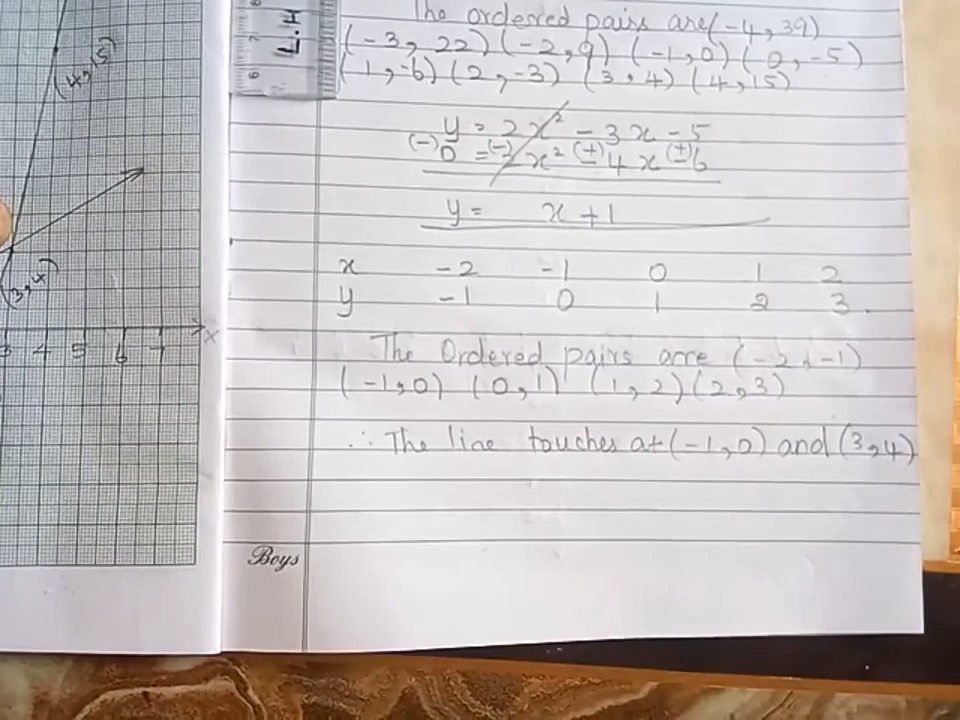 The ordered pairs are (-4, 39)
(-3, 22) (-2, 9) (-1, 0) (0, -5)
(1, -6) (2, -3) (3, 4) (4, 15)
y = 2x² - 3x - 5
(-) 0 = (-) 2x² (±) 4x (±) 6
y = x + 1
x -2 -1 0 1 2
y -1 0 1 2 3.
The Ordered pairs are (-2, -1)
(-1, 0) (0, 1) (1, 2) (2, 3)
∴ The line touches at (-1, 0) and (3, 4)
Boys
(4, 15)
(3, 4)
3 4 5 6 7 x